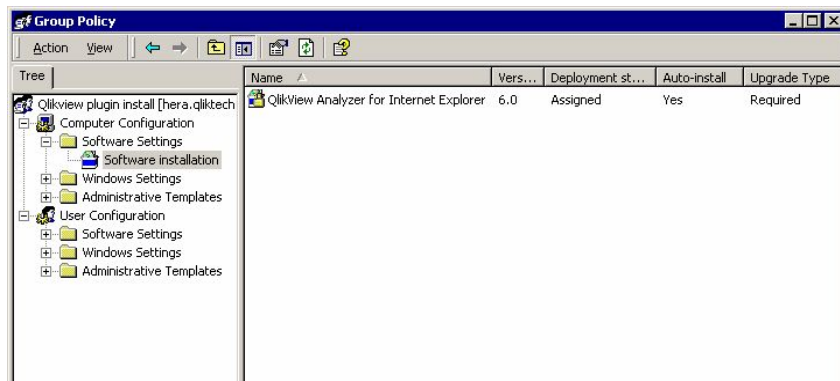 Group Policy
Action View
Tree
Name Vers... Deployment st... Auto-install Upgrade Type
Qlikview plugin install [hera.qliktech
QlikView Analyzer for Internet Explorer 6.0 Assigned Yes Required
Computer Configuration
Software Settings
Software installation
Windows Settings
Administrative Templates
User Configuration
Software Settings
Windows Settings
Administrative Templates